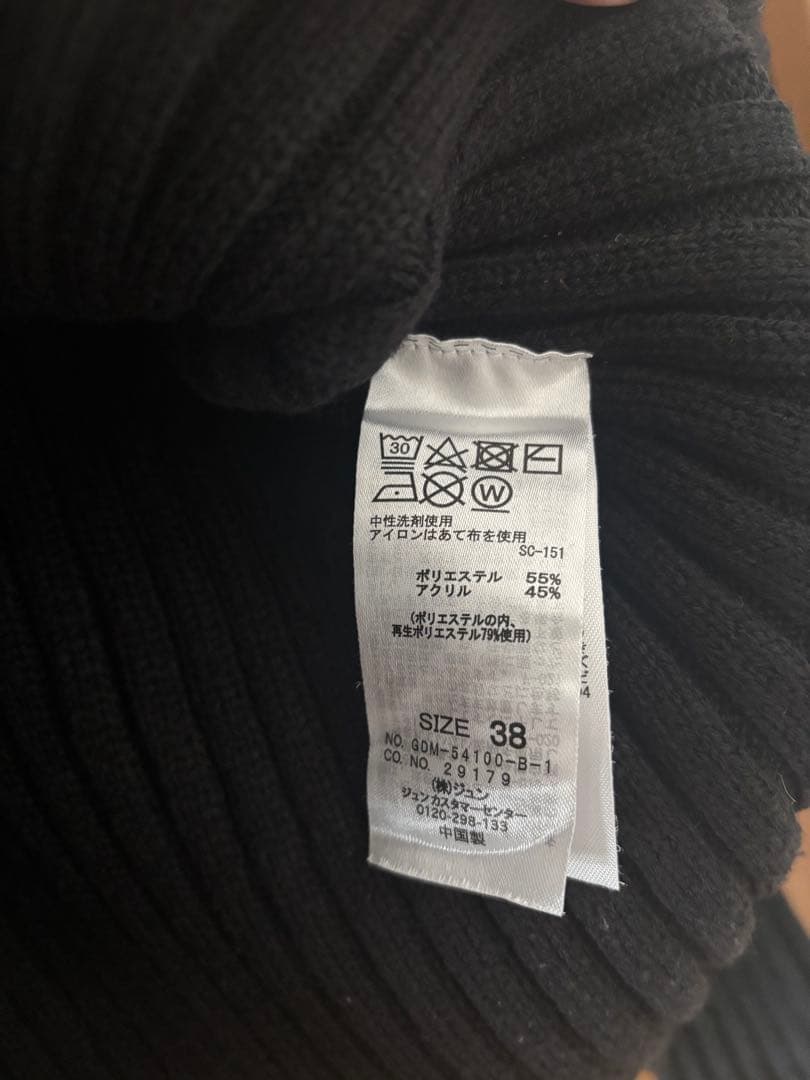 30
W
中性洗剤使用
アイロンはあて布を使用
SC-151
ポリエステル 55%
アクリル 45%
(ポリエステルの内、
再生ポリエステル79%使用)
SIZE 38
NO. GDM-54100-B-1
CO. NO. 29179
(株)ジュン
ジュンカスタマーセンター
0120-298-133
中国製